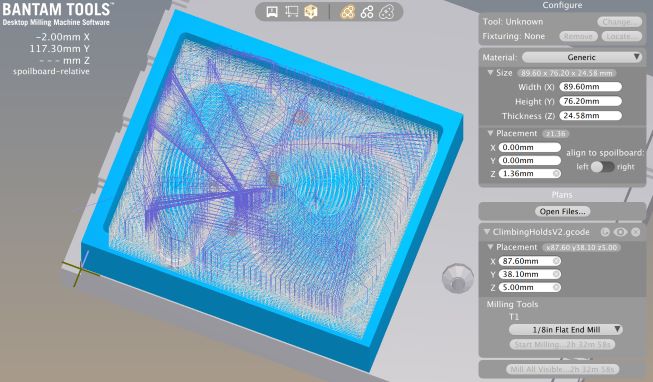 BANTAM TOOLS™
Desktop Milling Machine Software
-2.00mm X
117.30mm Y
- - - mm Z
spoilboard-relative
Configure
Tool: Unknown
Change...
Fixturing: None
Remove
Locate...
Material:
Generic
Size
89.60 x 76.20 x 24.58 mm
Width (X)
89.60mm
Height (Y)
76.20mm
Thickness (Z)
24.58mm
Placement
z1.36
X
0.00mm
align to spoilboard:
Y
0.00mm
left
right
Z
1.36mm
Plans
Open Files...
ClimbingHoldsV2.gcode
Placement
x87.60 y38.10 z5.00
X
87.60mm
Y
38.10mm
Z
5.00mm
Milling Tools
T1
1/8in Flat End Mill
Start Milling...2h 32m 58s
Mill All Visible...2h 32m 58s